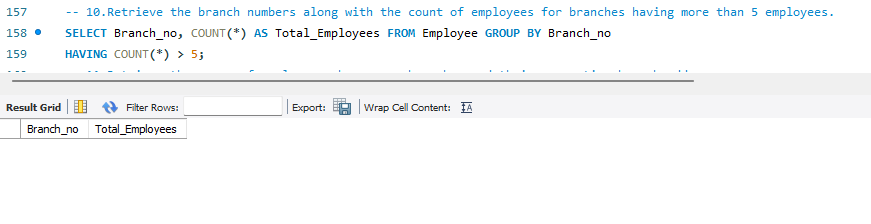 157 -- 10.Retrieve the branch numbers along with the count of employees for branches having more than 5 employees.
158 SELECT Branch_no, COUNT(*) AS Total_Employees FROM Employee GROUP BY Branch_no
159 HAVING COUNT(*) > 5;
Result Grid Filter Rows: Export: Wrap Cell Content: IA
Branch_no Total_Employees